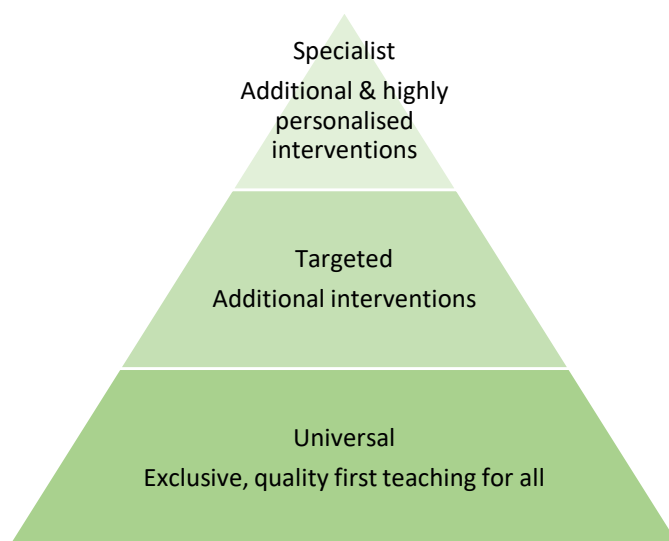 Specialist
Additional & highly
personalised
interventions
Targeted
Additional interventions
Universal
Exclusive, quality first teaching for all